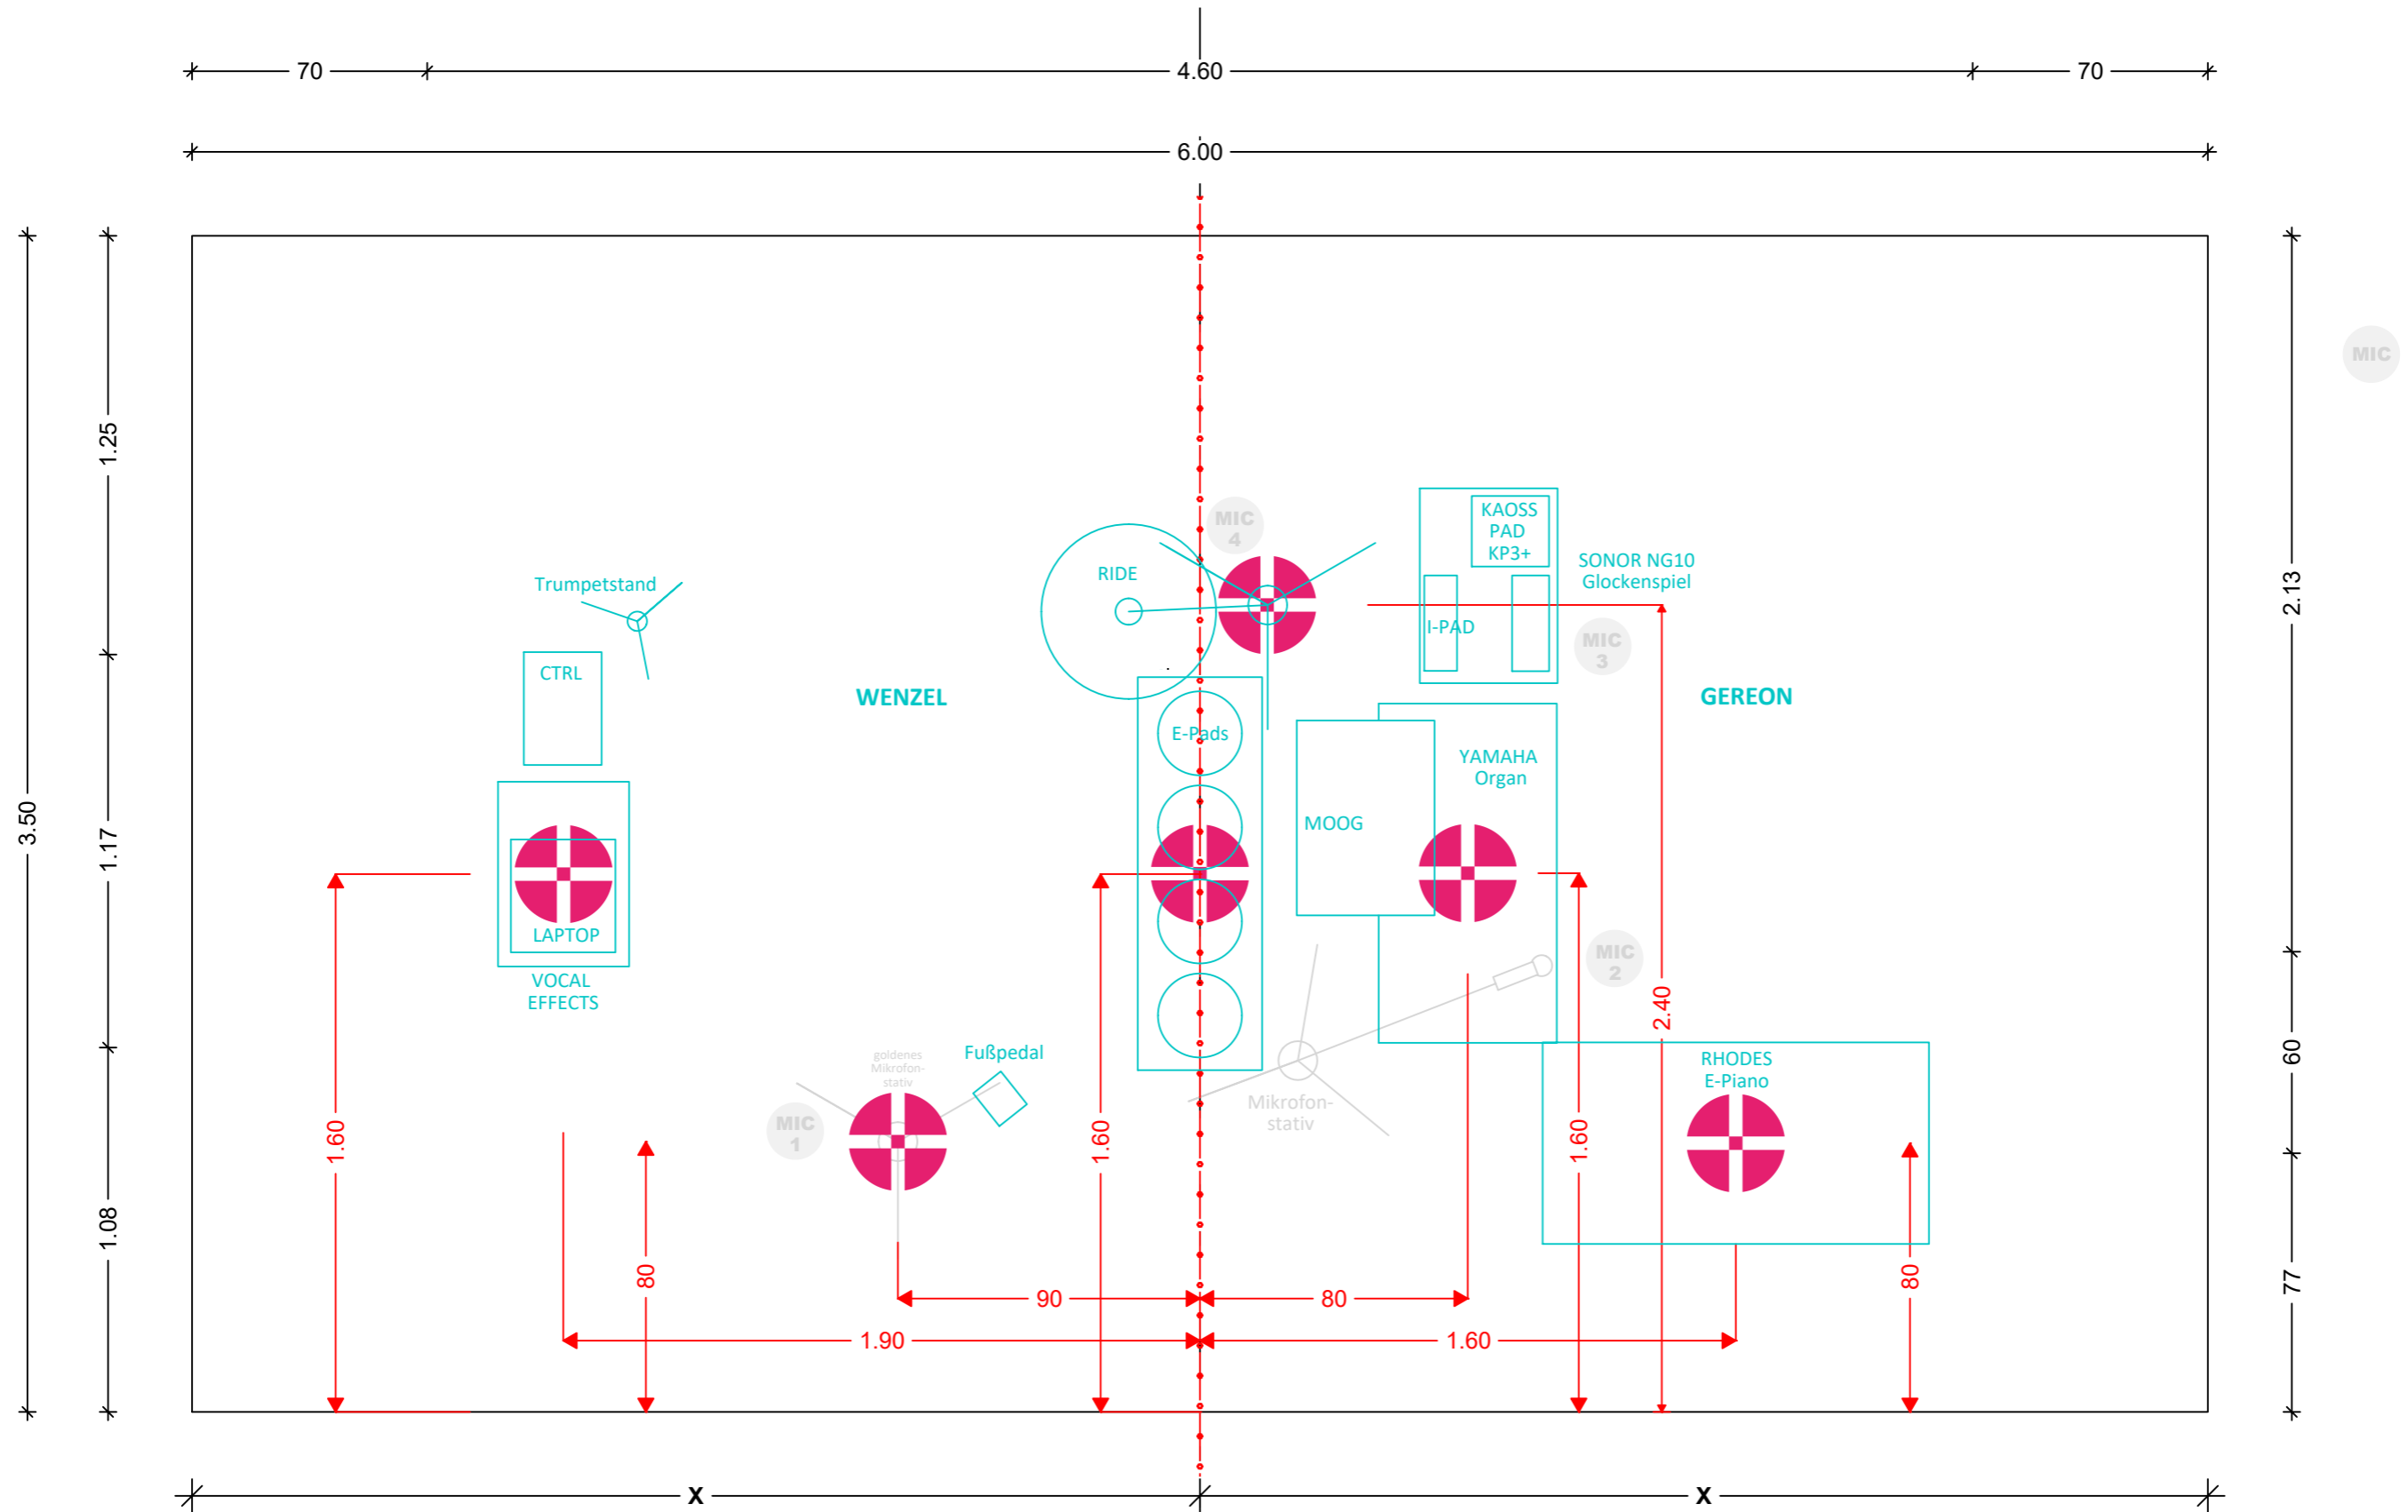 70
4.60
70
6.00
MIC
1.25
2.13
3.50
1.17
1.08
60
77
KAOSS
PAD
KP3+
MIC
4
SONOR NG10
Glockenspiel
RIDE
Trumpetstand
I-PAD
MIC
3
CTRL
WENZEL
GEREON
E-Pads
YAMAHA
Organ
MOOG
LAPTOP
VOCAL
EFFECTS
MIC
2
2.40
goldenes
Mikrofon-
stativ
Fußpedal
RHODES
E-Piano
Mikrofon-
stativ
MIC
1
1.60
1.60
1.60
80
80
90
80
1.90
1.60
X
X